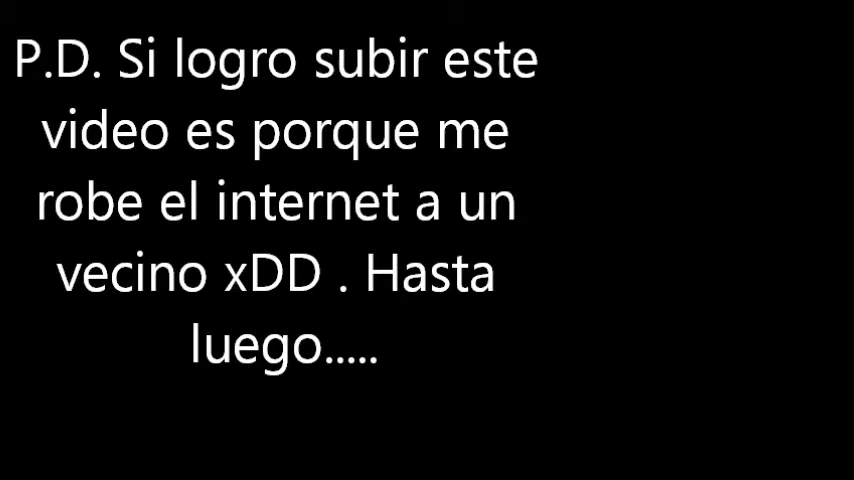 P.D. Si logro subir este
video es porque me
robe el internet a un
vecino xDD . Hasta
luego.....